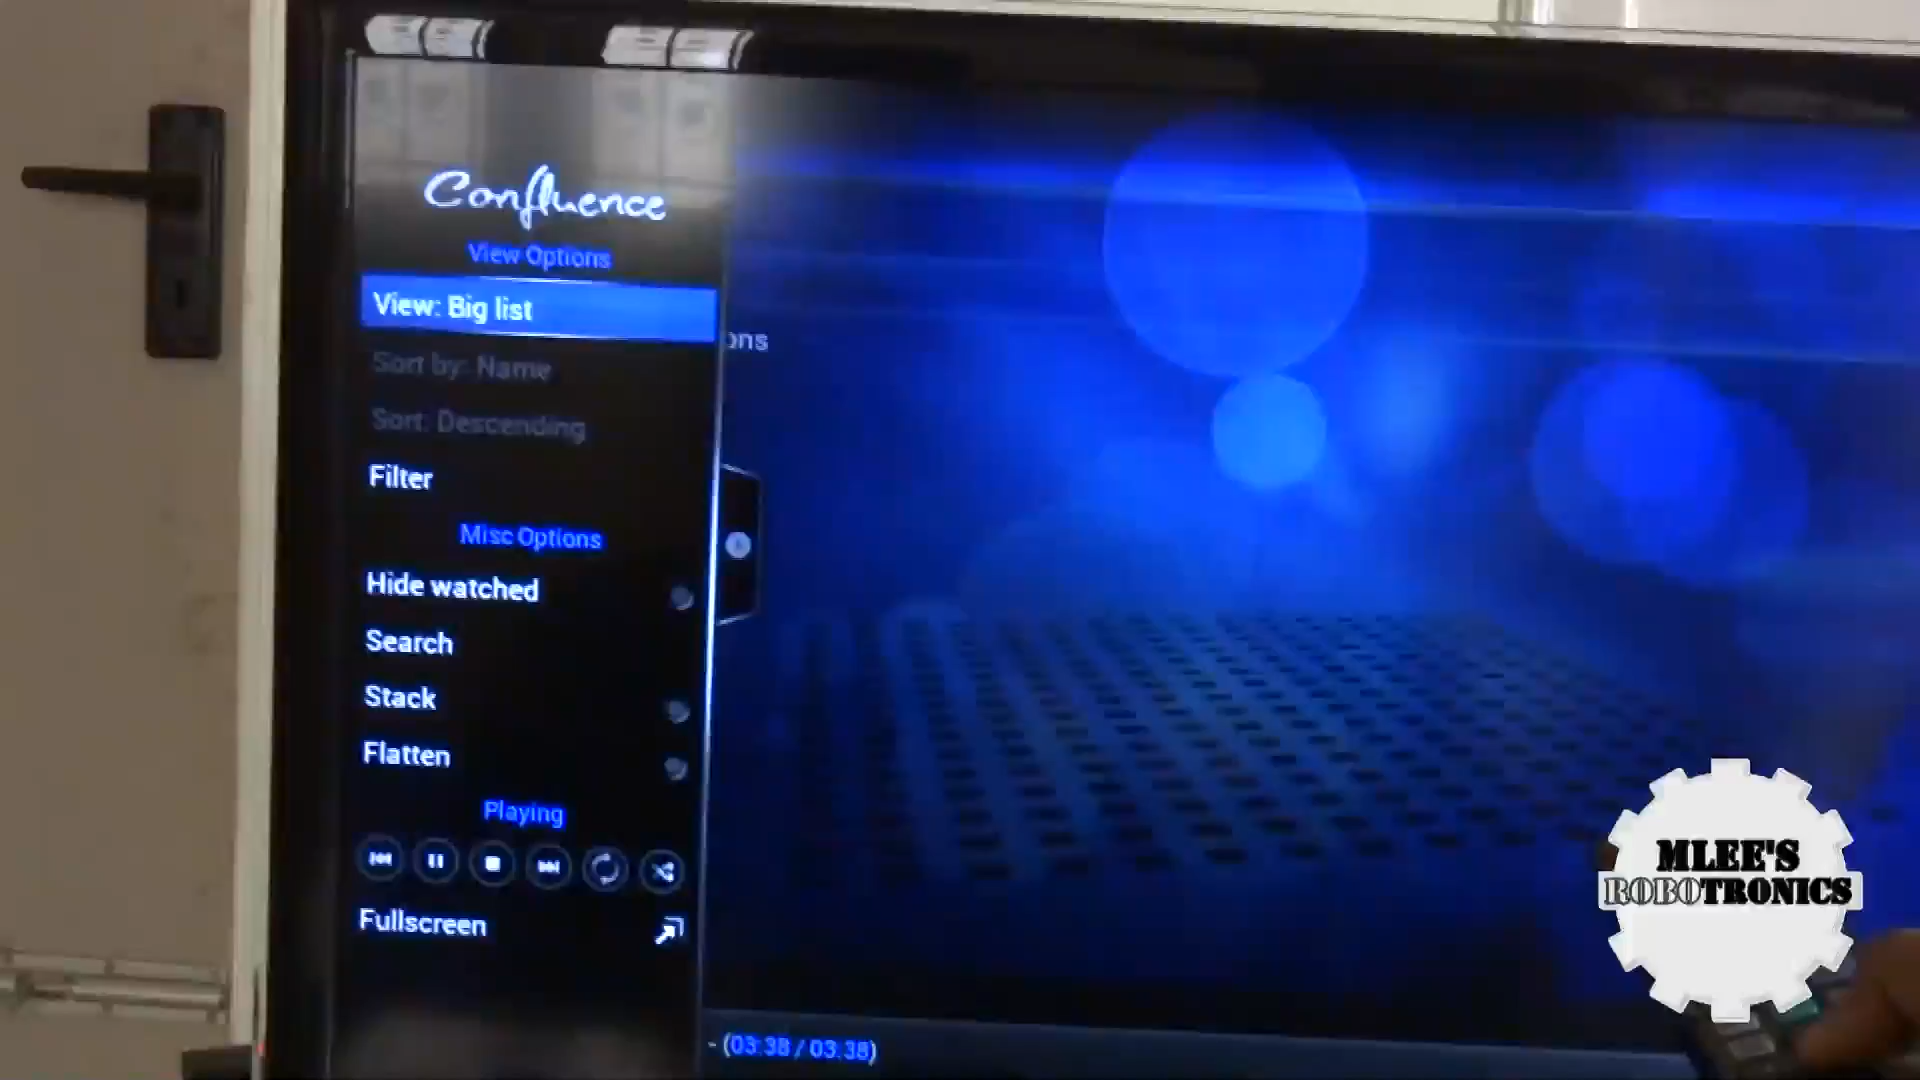 Confluence
View Options
View: Big list
Sort by: Name
Sort: Descending
Filter
Misc Options
Hide watched
Search
Stack
Flatten
Playing
Fullscreen
ons
- (03:38 / 03:38)
MLEE'S
ROBOTRONICS